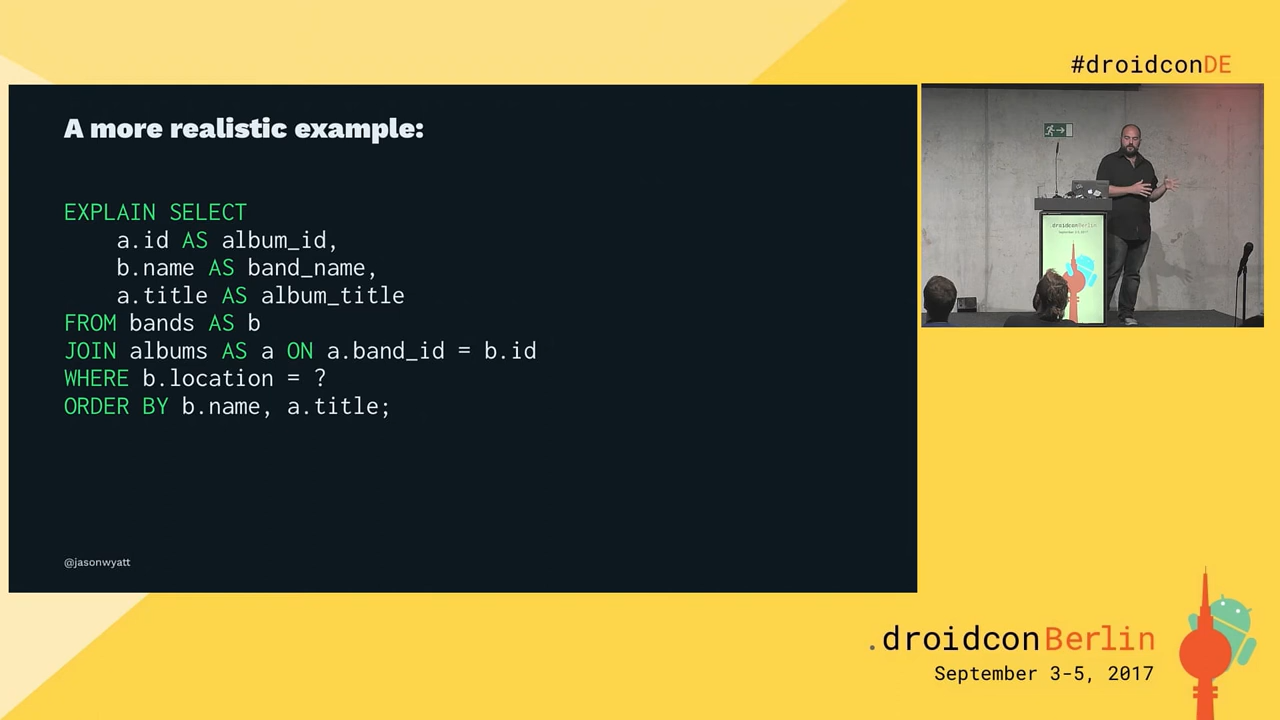 #droidconDE
A more realistic example:
EXPLAIN SELECT
a.id AS album_id,
b.name AS band_name,
a.title AS album_title
FROM bands AS b
JOIN albums AS a ON a.band_id = b.id
WHERE b.location = ?
ORDER BY b.name, a.title;
@jasonwyatt
droidconBerlin
.droidconBerlin
September 3-5, 2017